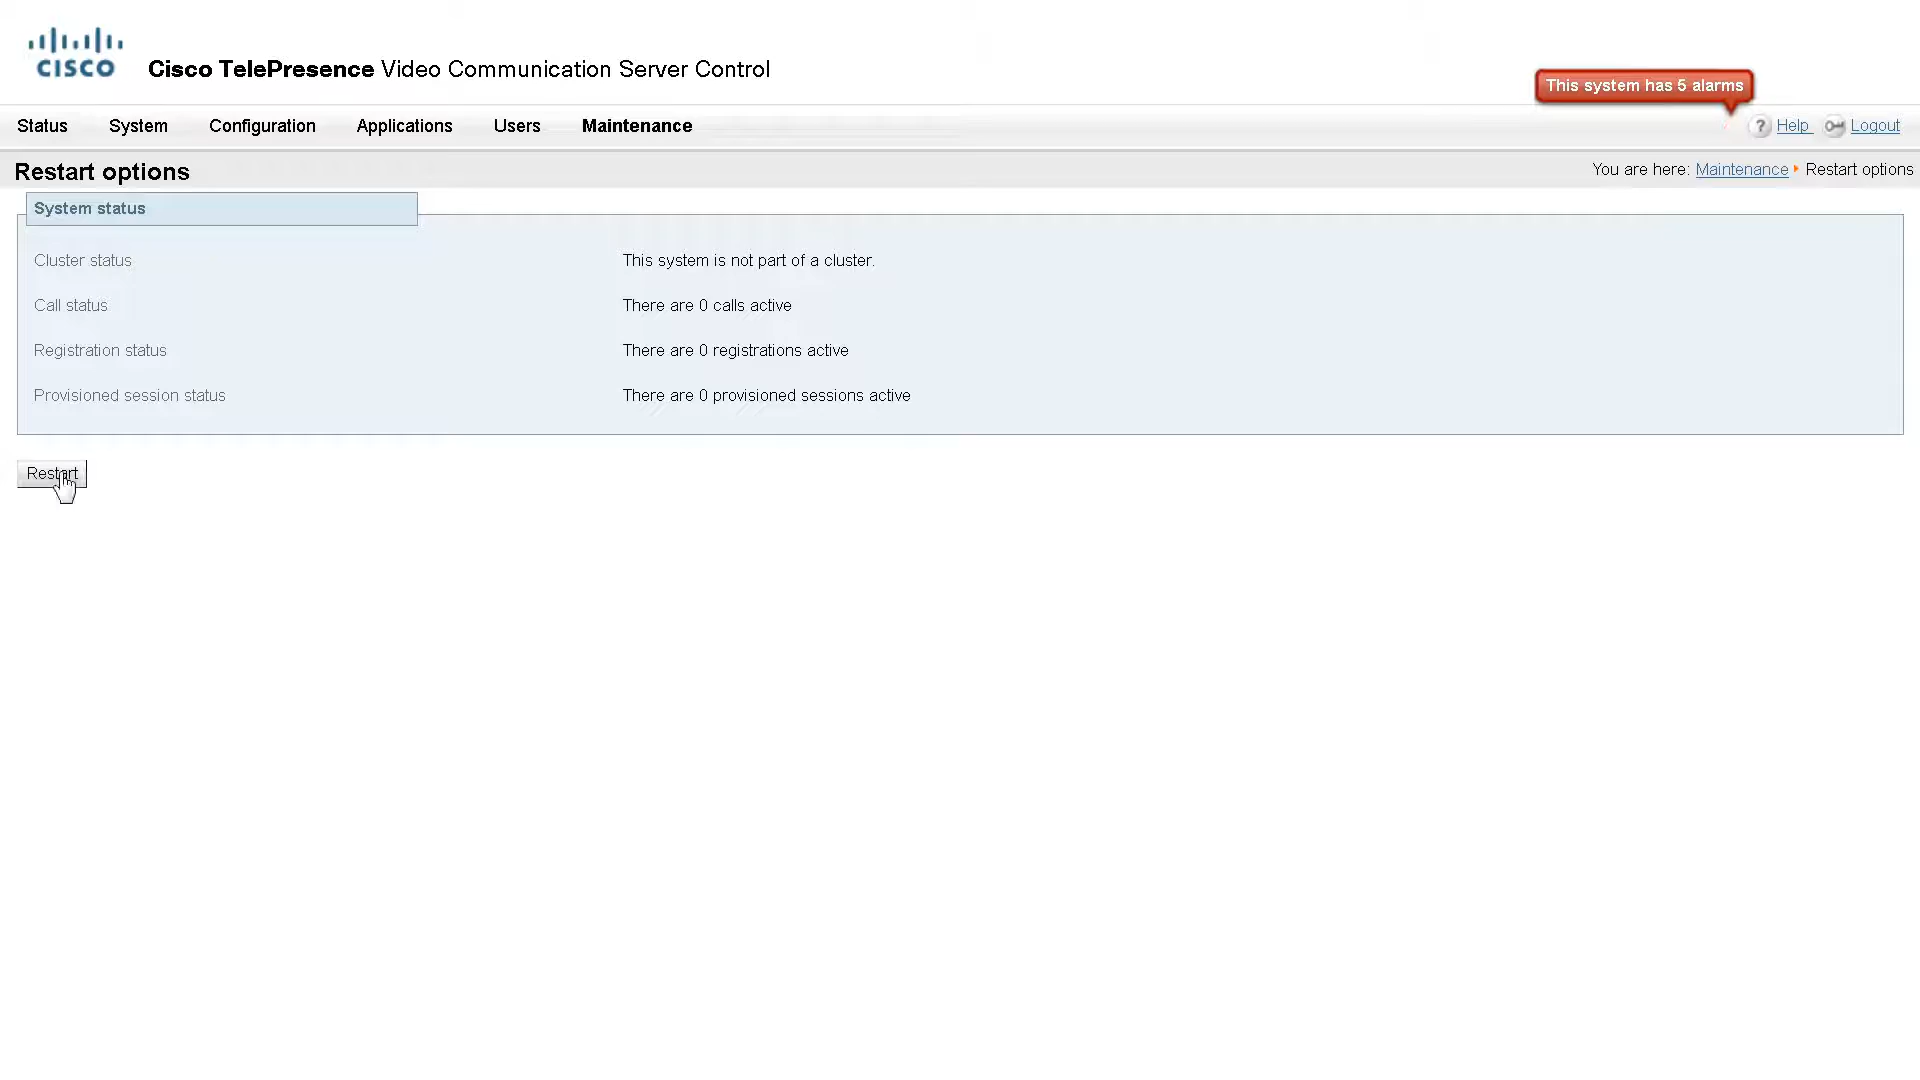 CISCO
Cisco TelePresence Video Communication Server Control
This system has 5 alarms
Status System Configuration Applications Users Maintenance ? Help Logout
Restart options You are here: Maintenance Restart options
System status
Cluster status This system is not part of a cluster.
Call status There are 0 calls active
Registration status There are 0 registrations active
Provisioned session status There are 0 provisioned sessions active
Restart